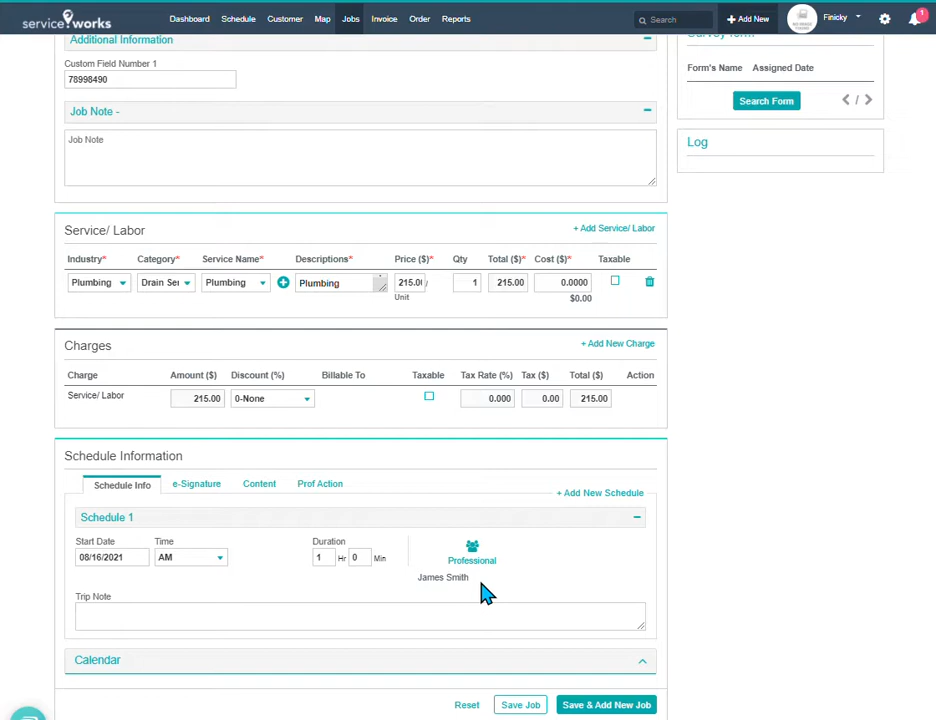 service works
Dashboard Schedule Customer Map Jobs Invoice Order Reports Search + Add New Finicky 1
Additional Information
Custom Field Number 1
78998490
Job Note -
Job Note
Survey form
Form's Name Assigned Date
Search Form /
Log
Service/ Labor + Add Service/ Labor
Industry* Category* Service Name* Descriptions* Price ($)* Qty Total ($)* Cost ($)* Taxable
Plumbing Drain Ser Plumbing Plumbing 215.00 / 1 215.00 0.0000
Unit $0.00
Charges + Add New Charge
Charge Amount ($) Discount (%) Billable To Taxable Tax Rate (%) Tax ($) Total ($) Action
Service/ Labor 215.00 0-None 0.000 0.00 215.00
Schedule Information
Schedule Info e-Signature Content Prof Action
+ Add New Schedule
Schedule 1
Start Date Time Duration
08/16/2021 AM 1 Hr 0 Min Professional
James Smith
Trip Note
Calendar
Reset Save Job Save & Add New Job